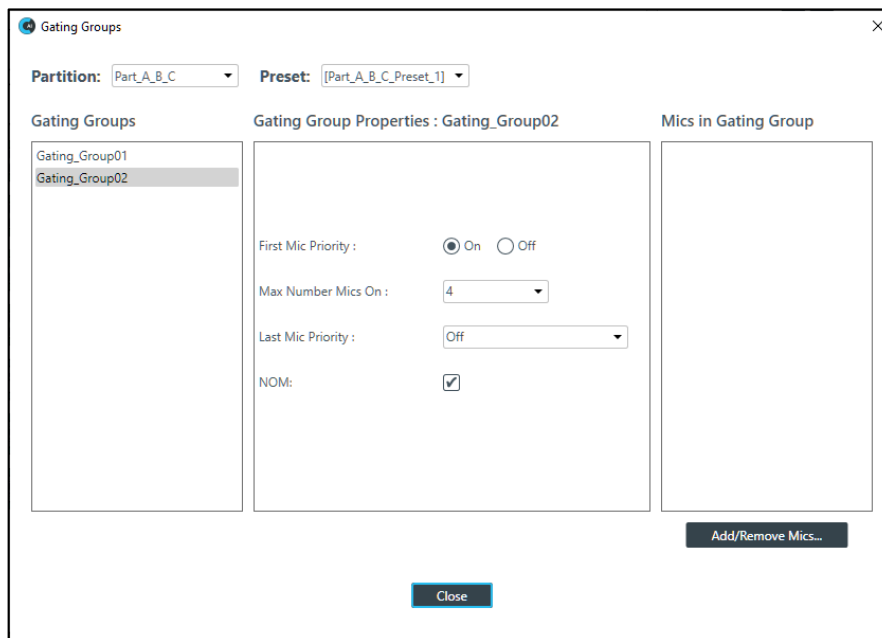 Gating Groups
Partition: Part_A_B_C Preset: [Part_A_B_C_Preset_1]
Gating Groups
Gating_Group01
Gating_Group02
Gating Group Properties : Gating_Group02
First Mic Priority : On Off
Max Number Mics On : 4
Last Mic Priority : Off
NOM:
Mics in Gating Group
Add/Remove Mics...
Close